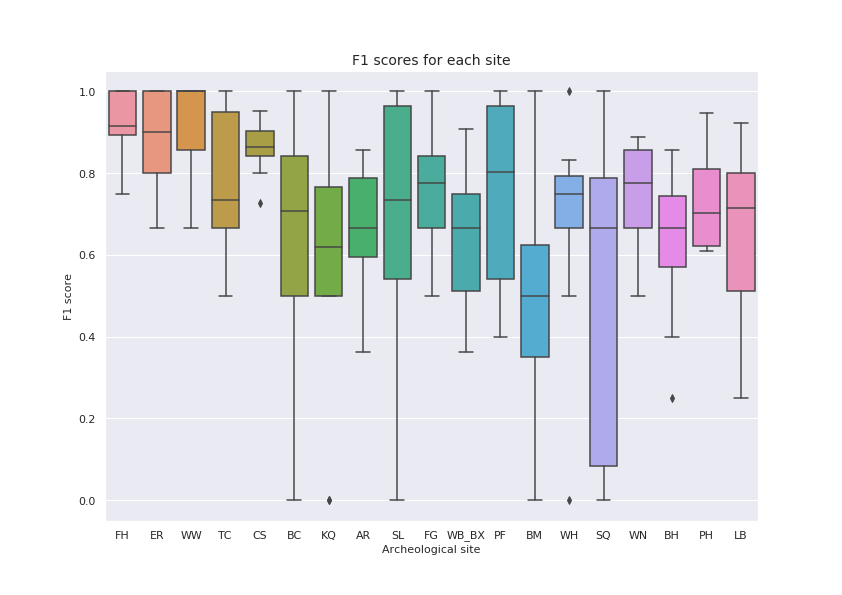 F1 scores for each site
1.0
0.8
0.6
0.4
0.2
0.0
F1 score
FH ER WW TC CS BC KQ AR SL FG WB_BX PF BM WH SQ WN BH PH LB
Archeological site